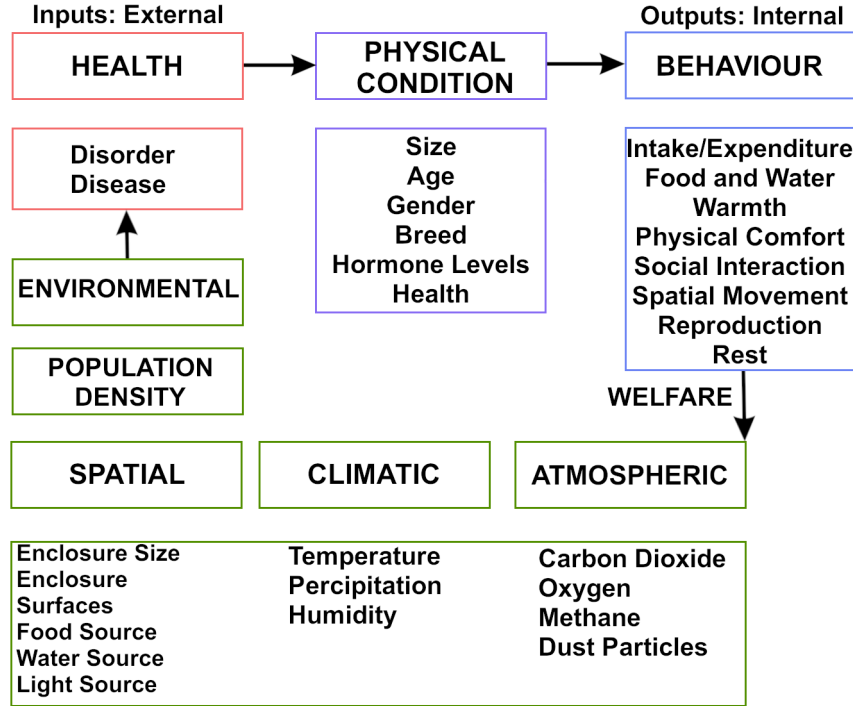 Inputs: External
Outputs: Internal
HEALTH
PHYSICAL
CONDITION
BEHAVIOUR
Disorder
Disease
Size
Age
Gender
Breed
Hormone Levels
Health
Intake/Expenditure
Food and Water
Warmth
Physical Comfort
Social Interaction
Spatial Movement
Reproduction
Rest
ENVIRONMENTAL
POPULATION
DENSITY
WELFARE
SPATIAL
CLIMATIC
ATMOSPHERIC
Enclosure Size
Enclosure
Surfaces
Food Source
Water Source
Light Source
Temperature
Percipitation
Humidity
Carbon Dioxide
Oxygen
Methane
Dust Particles